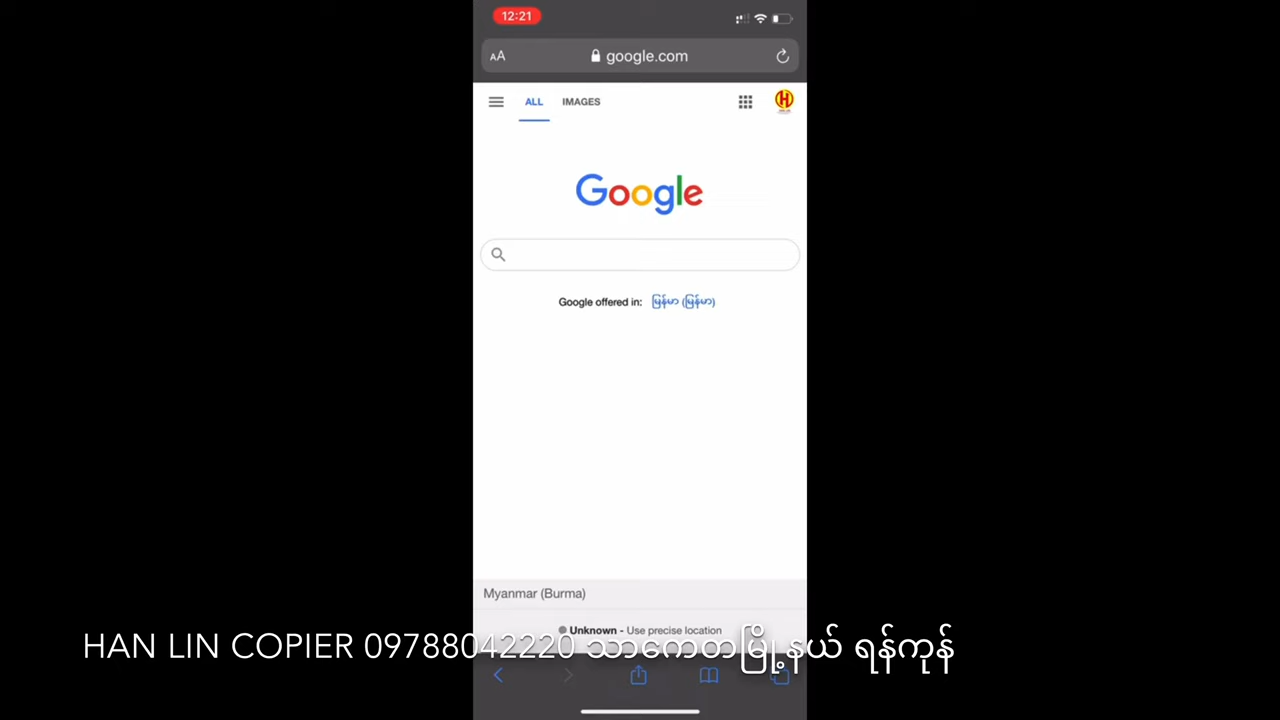 12:21
AA google.com
ALL IMAGES
Google
Google offered in: မြန်မာ (မြန်မာ)
Myanmar (Burma)
Unknown - Use precise location
HAN LIN COPIER 09788042220 သာကေတမြို့နယ် ရန်ကုန်